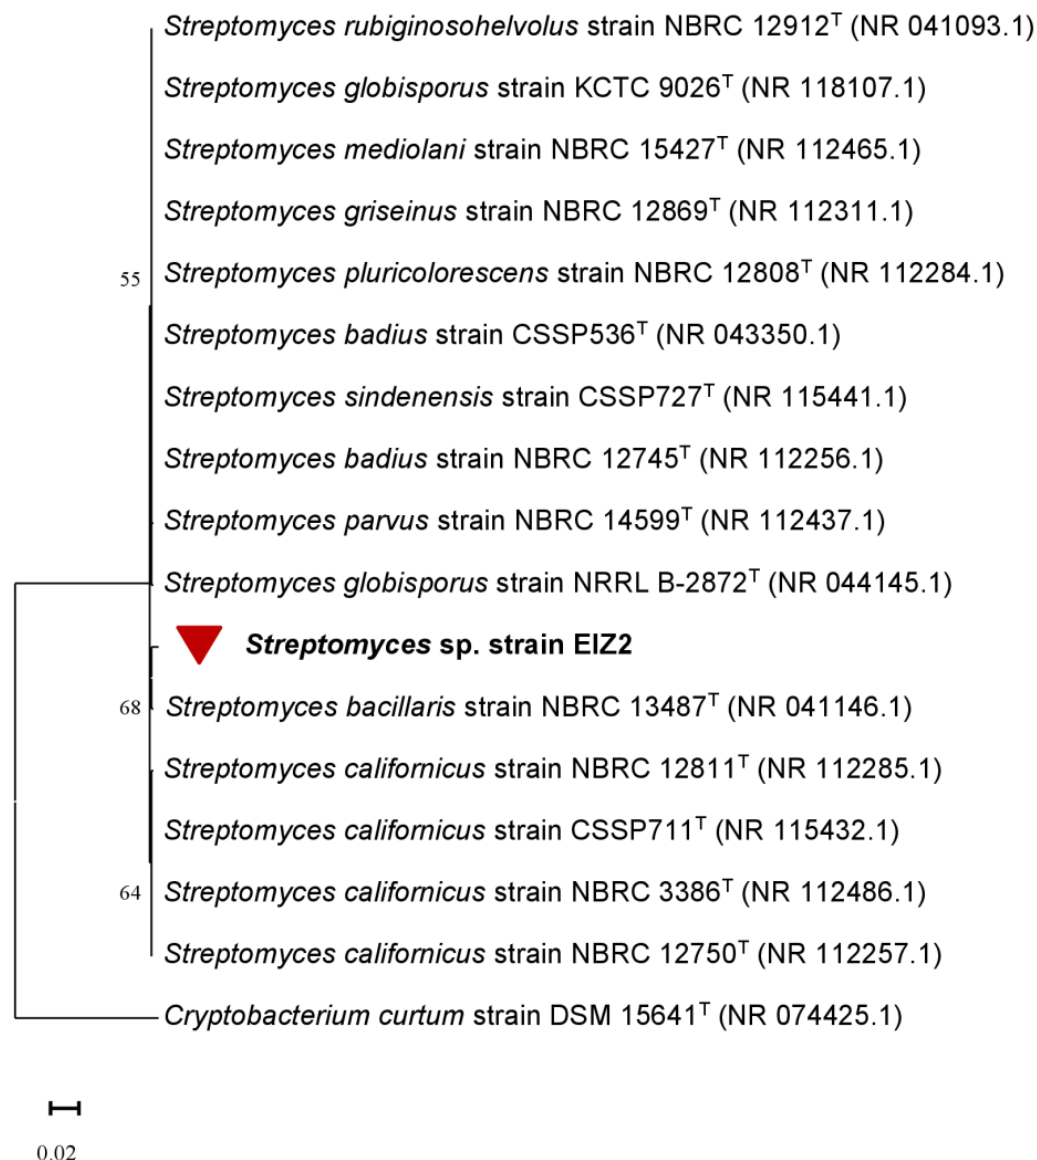 Streptomyces rubiginosohelvolus strain NBRC 12912ᵀ (NR 041093.1)
Streptomyces globisporus strain KCTC 9026ᵀ (NR 118107.1)
Streptomyces mediolani strain NBRC 15427ᵀ (NR 112465.1)
Streptomyces griseinus strain NBRC 12869ᵀ (NR 112311.1)
55
Streptomyces pluricolorescens strain NBRC 12808ᵀ (NR 112284.1)
Streptomyces badius strain CSSP536ᵀ (NR 043350.1)
Streptomyces sindenensis strain CSSP727ᵀ (NR 115441.1)
Streptomyces badius strain NBRC 12745ᵀ (NR 112256.1)
Streptomyces parvus strain NBRC 14599ᵀ (NR 112437.1)
Streptomyces globisporus strain NRRL B-2872ᵀ (NR 044145.1)
Streptomyces sp. strain EIZ2
68
Streptomyces bacillaris strain NBRC 13487ᵀ (NR 041146.1)
Streptomyces californicus strain NBRC 12811ᵀ (NR 112285.1)
Streptomyces californicus strain CSSP711ᵀ (NR 115432.1)
64
Streptomyces californicus strain NBRC 3386ᵀ (NR 112486.1)
Streptomyces californicus strain NBRC 12750ᵀ (NR 112257.1)
Cryptobacterium curtum strain DSM 15641ᵀ (NR 074425.1)
0.02